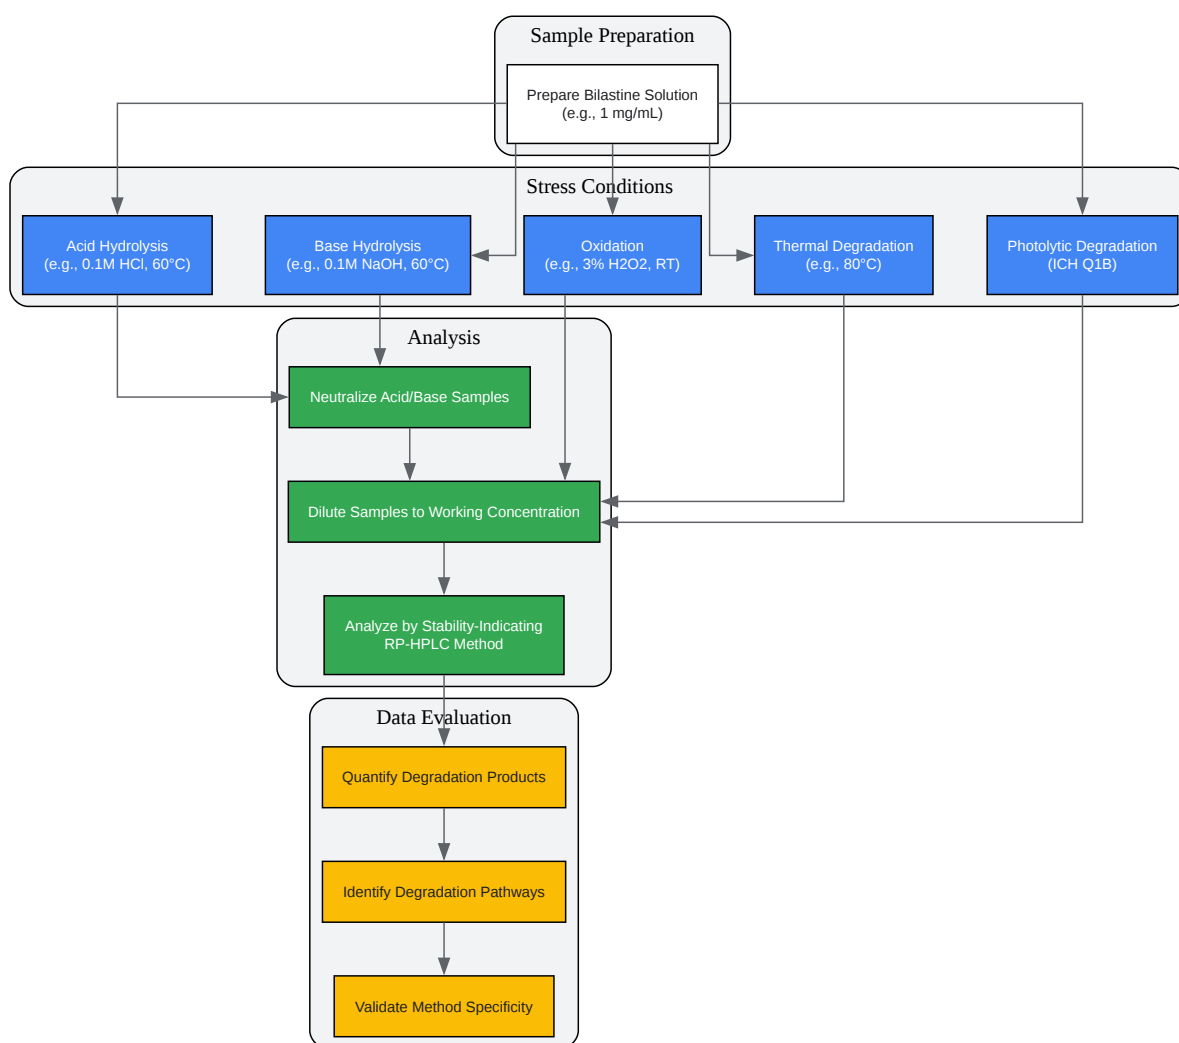 Sample Preparation
Prepare Bilastine Solution
(e.g., 1 mg/mL)
Stress Conditions
Acid Hydrolysis
(e.g., 0.1M HCl, 60°C)
Base Hydrolysis
(e.g., 0.1M NaOH, 60°C)
Oxidation
(e.g., 3% H2O2, RT)
Thermal Degradation
(e.g., 80°C)
Photolytic Degradation
(ICH Q1B)
Analysis
Neutralize Acid/Base Samples
Dilute Samples to Working Concentration
Analyze by Stability-Indicating
RP-HPLC Method
Data Evaluation
Quantify Degradation Products
Identify Degradation Pathways
Validate Method Specificity